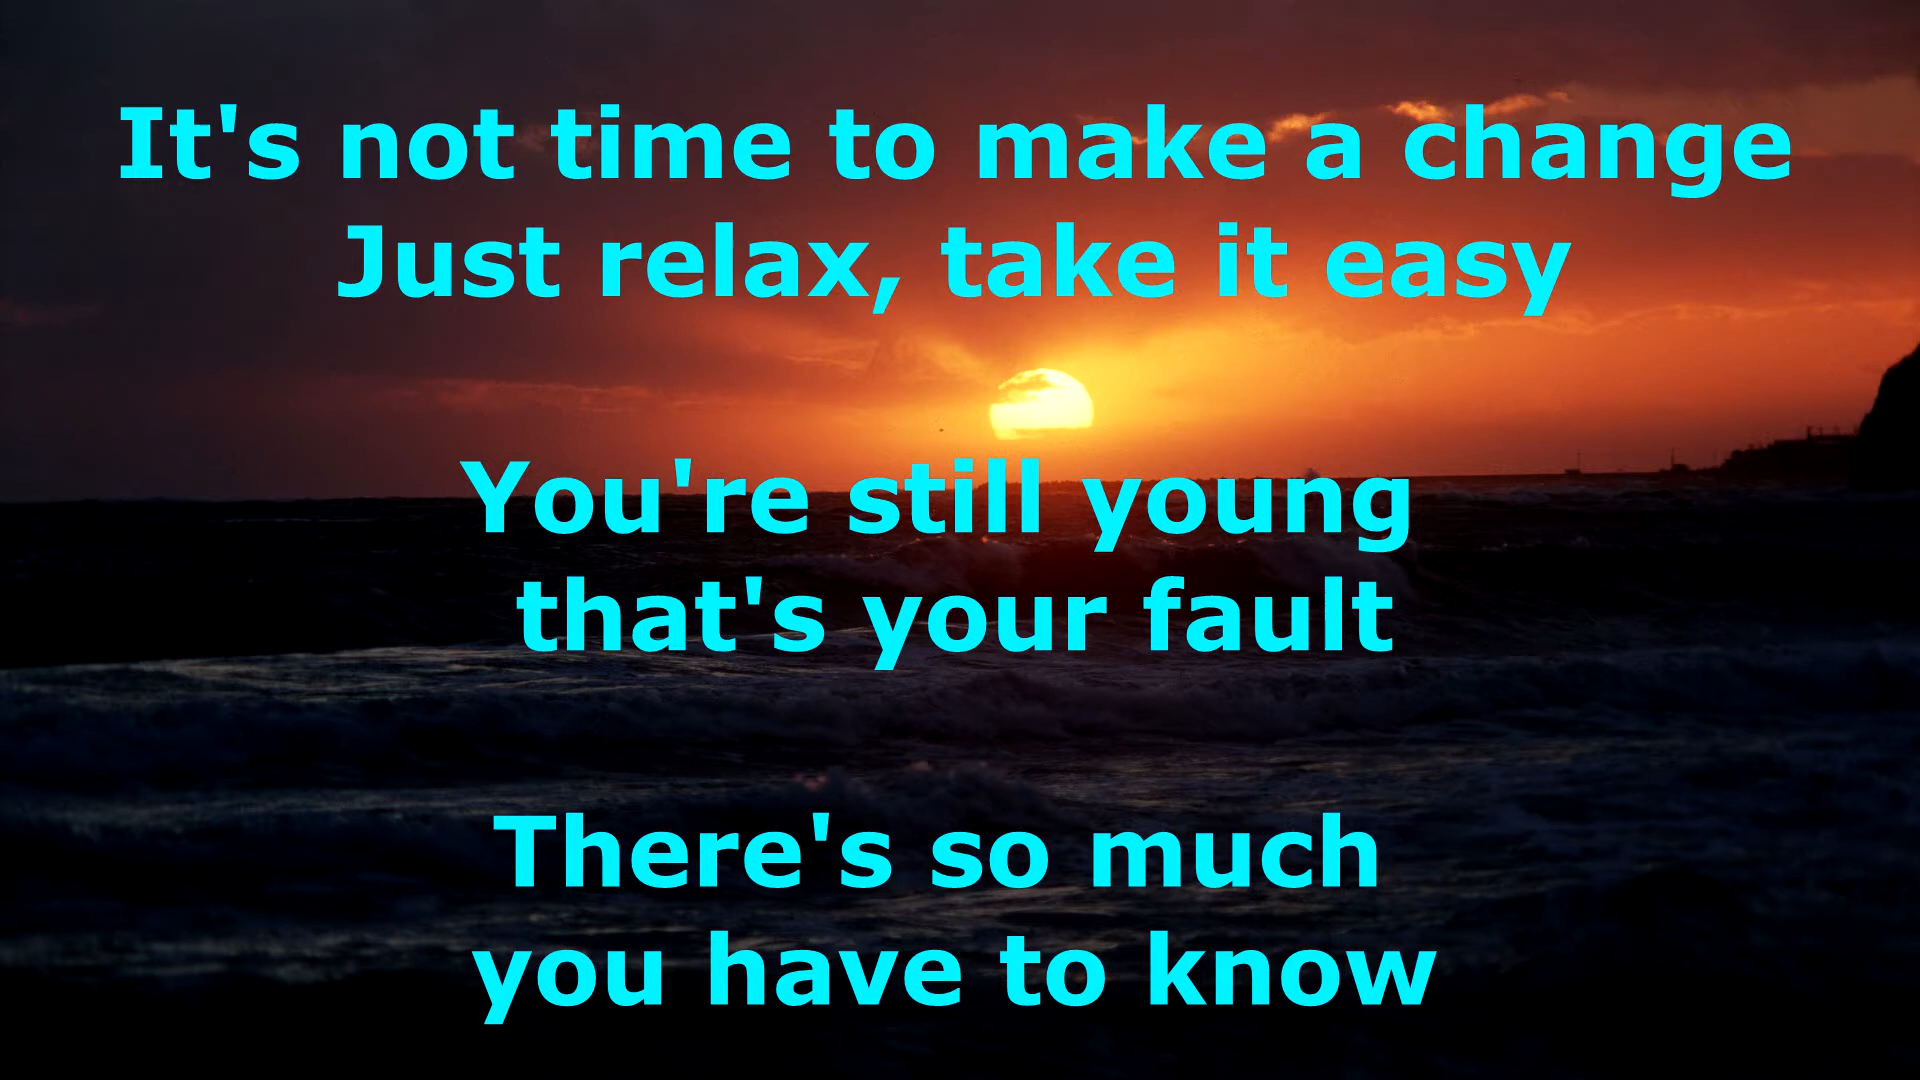 It's not time to make a change
Just relax, take it easy
You're still young
that's your fault
There's so much
you have to know